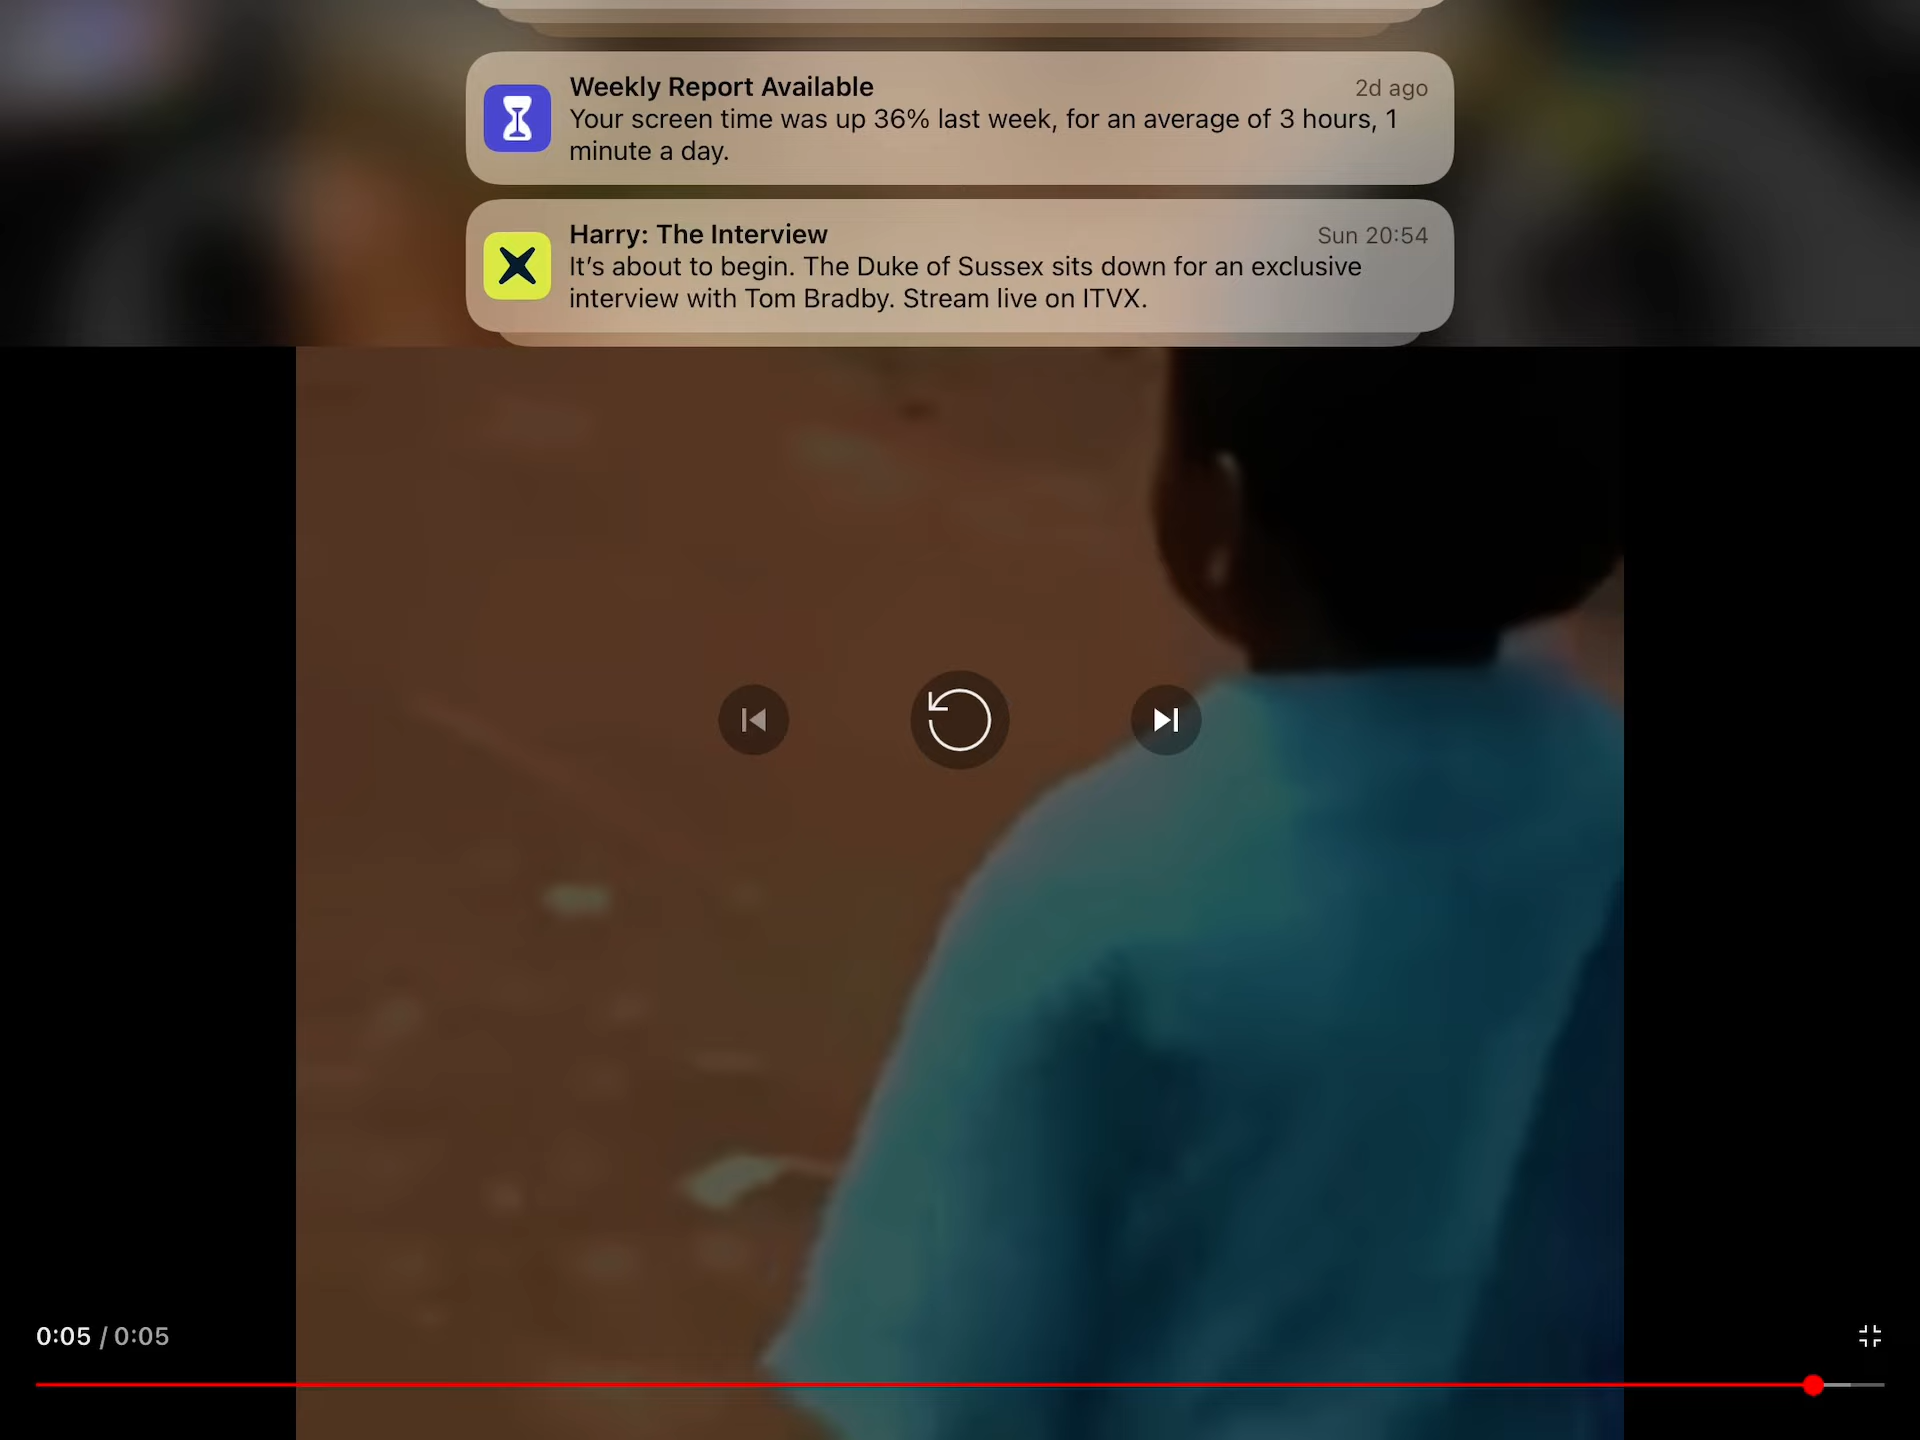 Weekly Report Available
2d ago
Your screen time was up 36% last week, for an average of 3 hours, 1
minute a day.
Harry: The Interview
Sun 20:54
It’s about to begin. The Duke of Sussex sits down for an exclusive
interview with Tom Bradby. Stream live on ITVX.
0:05 / 0:05